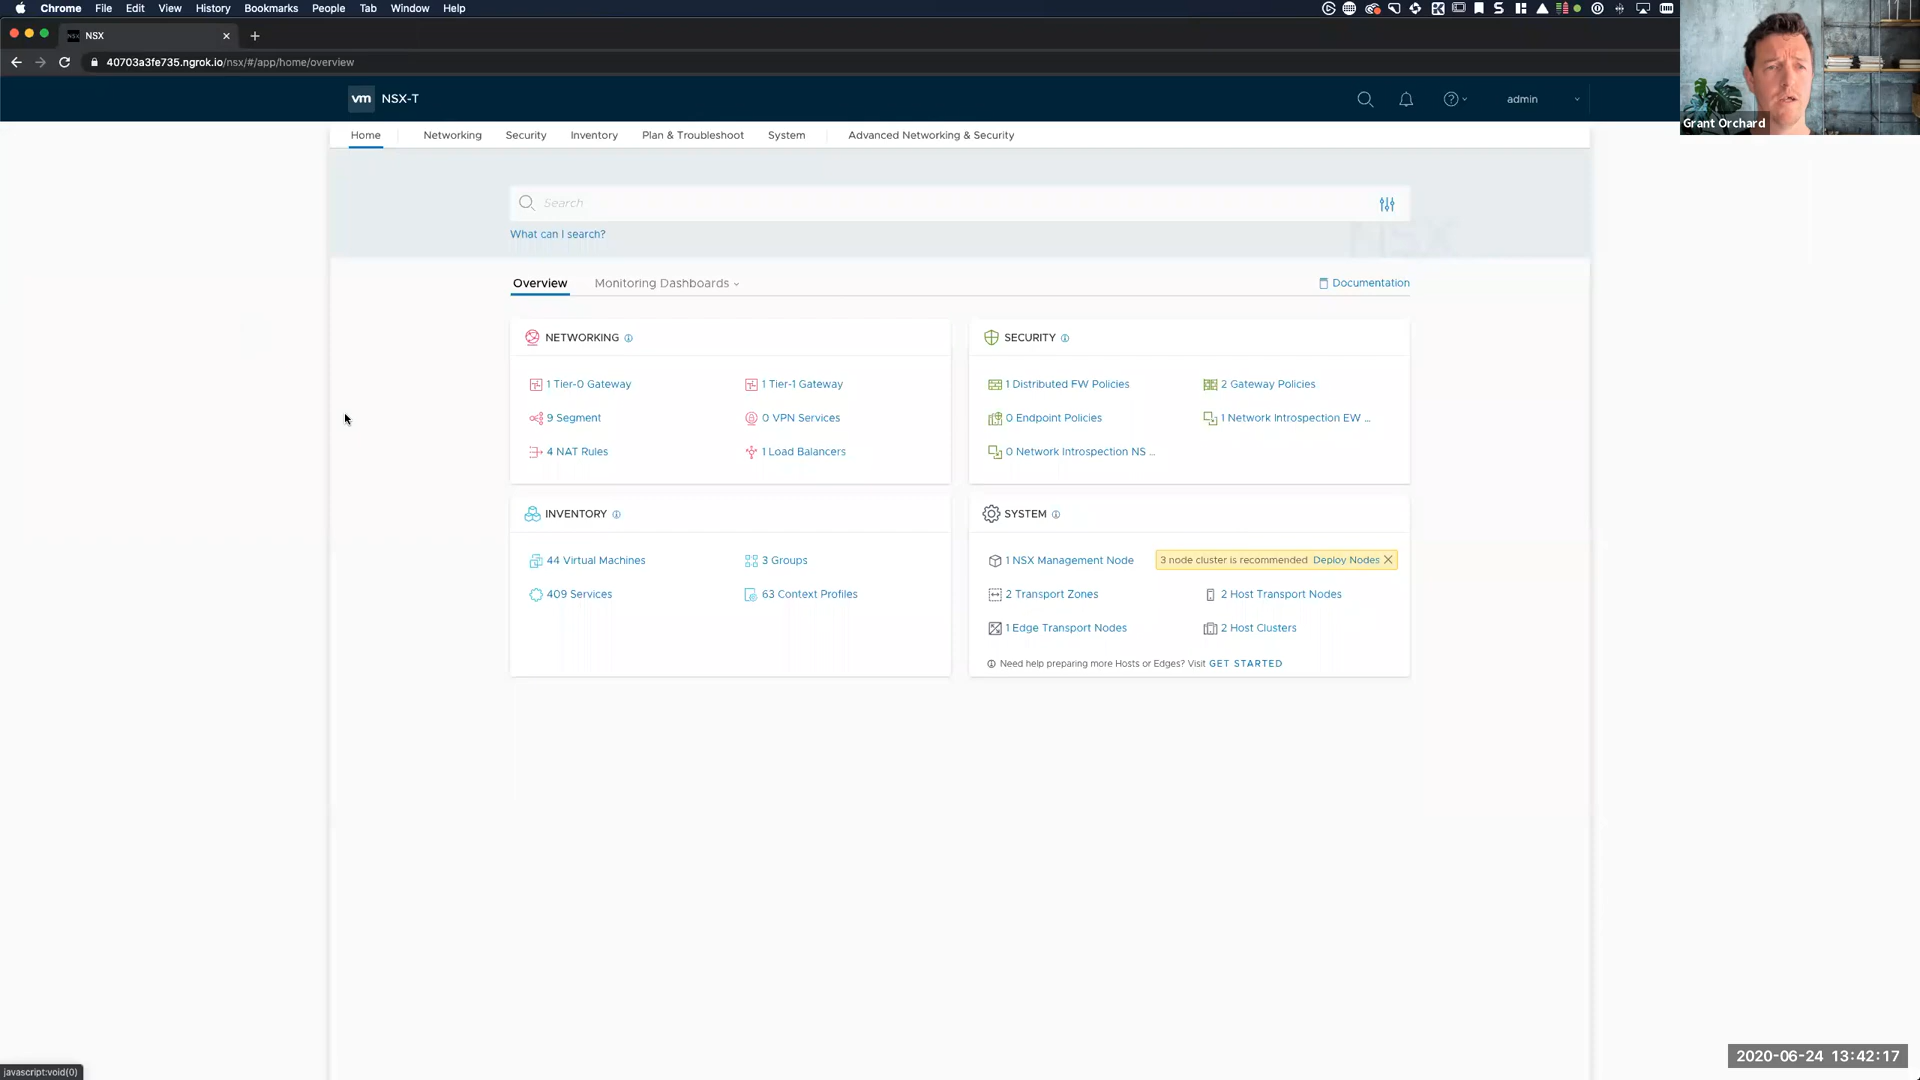 Chrome File Edit View History Bookmarks People Tab Window Help
NSX
40703a3fe735.ngrok.io/nsx/#/app/home/overview
vm NSX-T
admin
Home Networking Security Inventory Plan & Troubleshoot System Advanced Networking & Security
Grant Orchard
Search
What can I search?
NSX
Overview Monitoring Dashboards Documentation
NETWORKING
1 Tier-0 Gateway 1 Tier-1 Gateway
9 Segment 0 VPN Services
4 NAT Rules 1 Load Balancers
SECURITY
1 Distributed FW Policies 2 Gateway Policies
0 Endpoint Policies 1 Network Introspection EW ...
0 Network Introspection NS ...
INVENTORY
44 Virtual Machines 3 Groups
409 Services 63 Context Profiles
SYSTEM
1 NSX Management Node 3 node cluster is recommended Deploy Nodes
2 Transport Zones 2 Host Transport Nodes
1 Edge Transport Nodes 2 Host Clusters
Need help preparing more Hosts or Edges? Visit GET STARTED
2020-06-24 13:42:17
javascript:void(0)